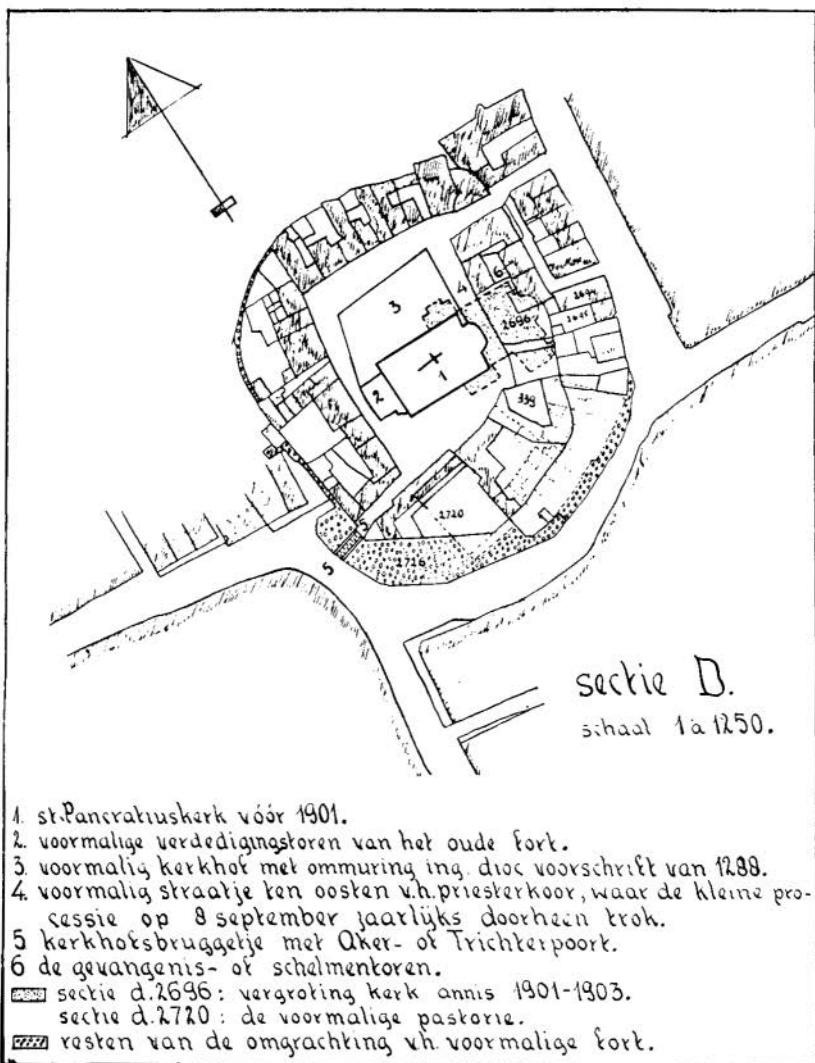 3
4
6
2694
2695
2696
1
2
339
2720
5
2726
5
sectie D.
schaal 1 à 1250.
1. st.Pancratiuskerk vóór 1901.
2. voormalige verdedigingstoren van het oude fort.
3. voormalig kerkhof met ommuring ing. dioc voorschrift van 1288.
4. voormalig straatje ten oosten v.h. priesterkoor, waar de kleine pro-
cessie op 8 september jaarlijks doorheen trok.
5 kerkhofsbruggetje met Aker- of Trichterpoort.
6 de gevangenis- of schelmentoren.
sectie d.2696: vergroting kerk annis 1901-1903.
sectie d.2720: de voormalige pastorie.
resten van de omgrachting v.h. voormalige fort.